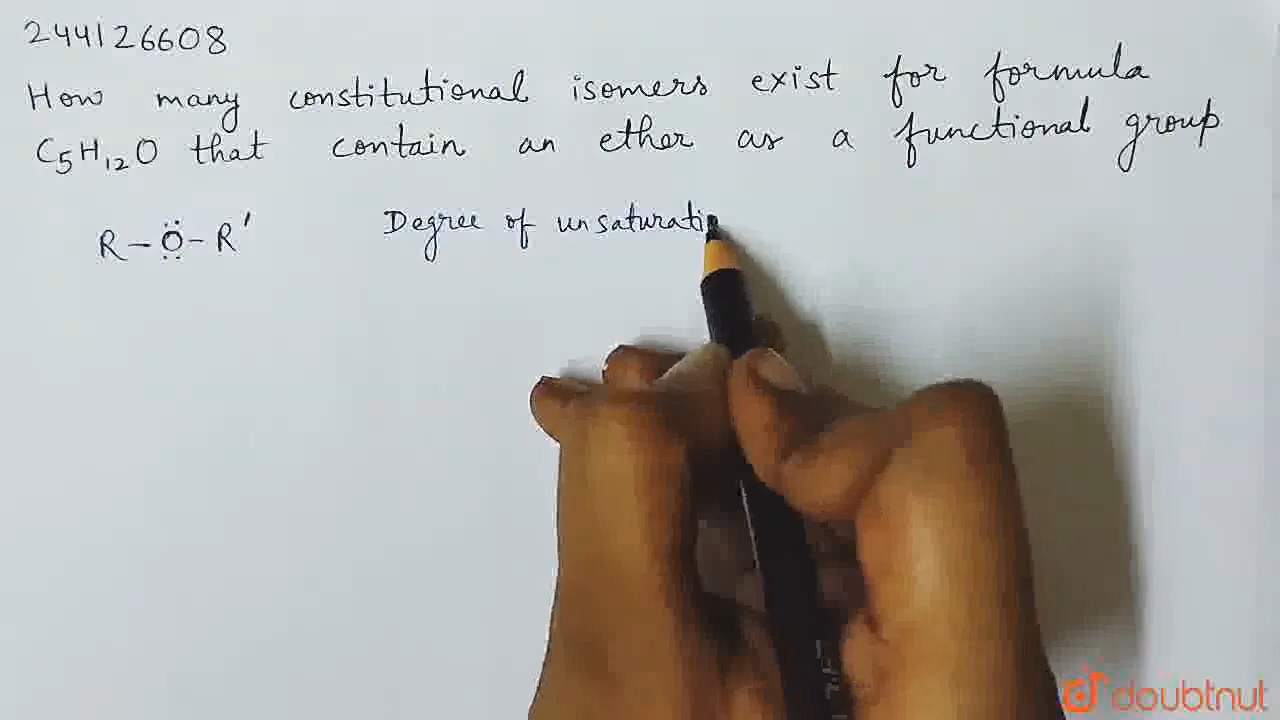 244126608
How many constitutional isomers exist for formula
C₅H₁₂O that contain an ether as a functional group
R-Ö-R' Degree of unsaturati
doubtnut